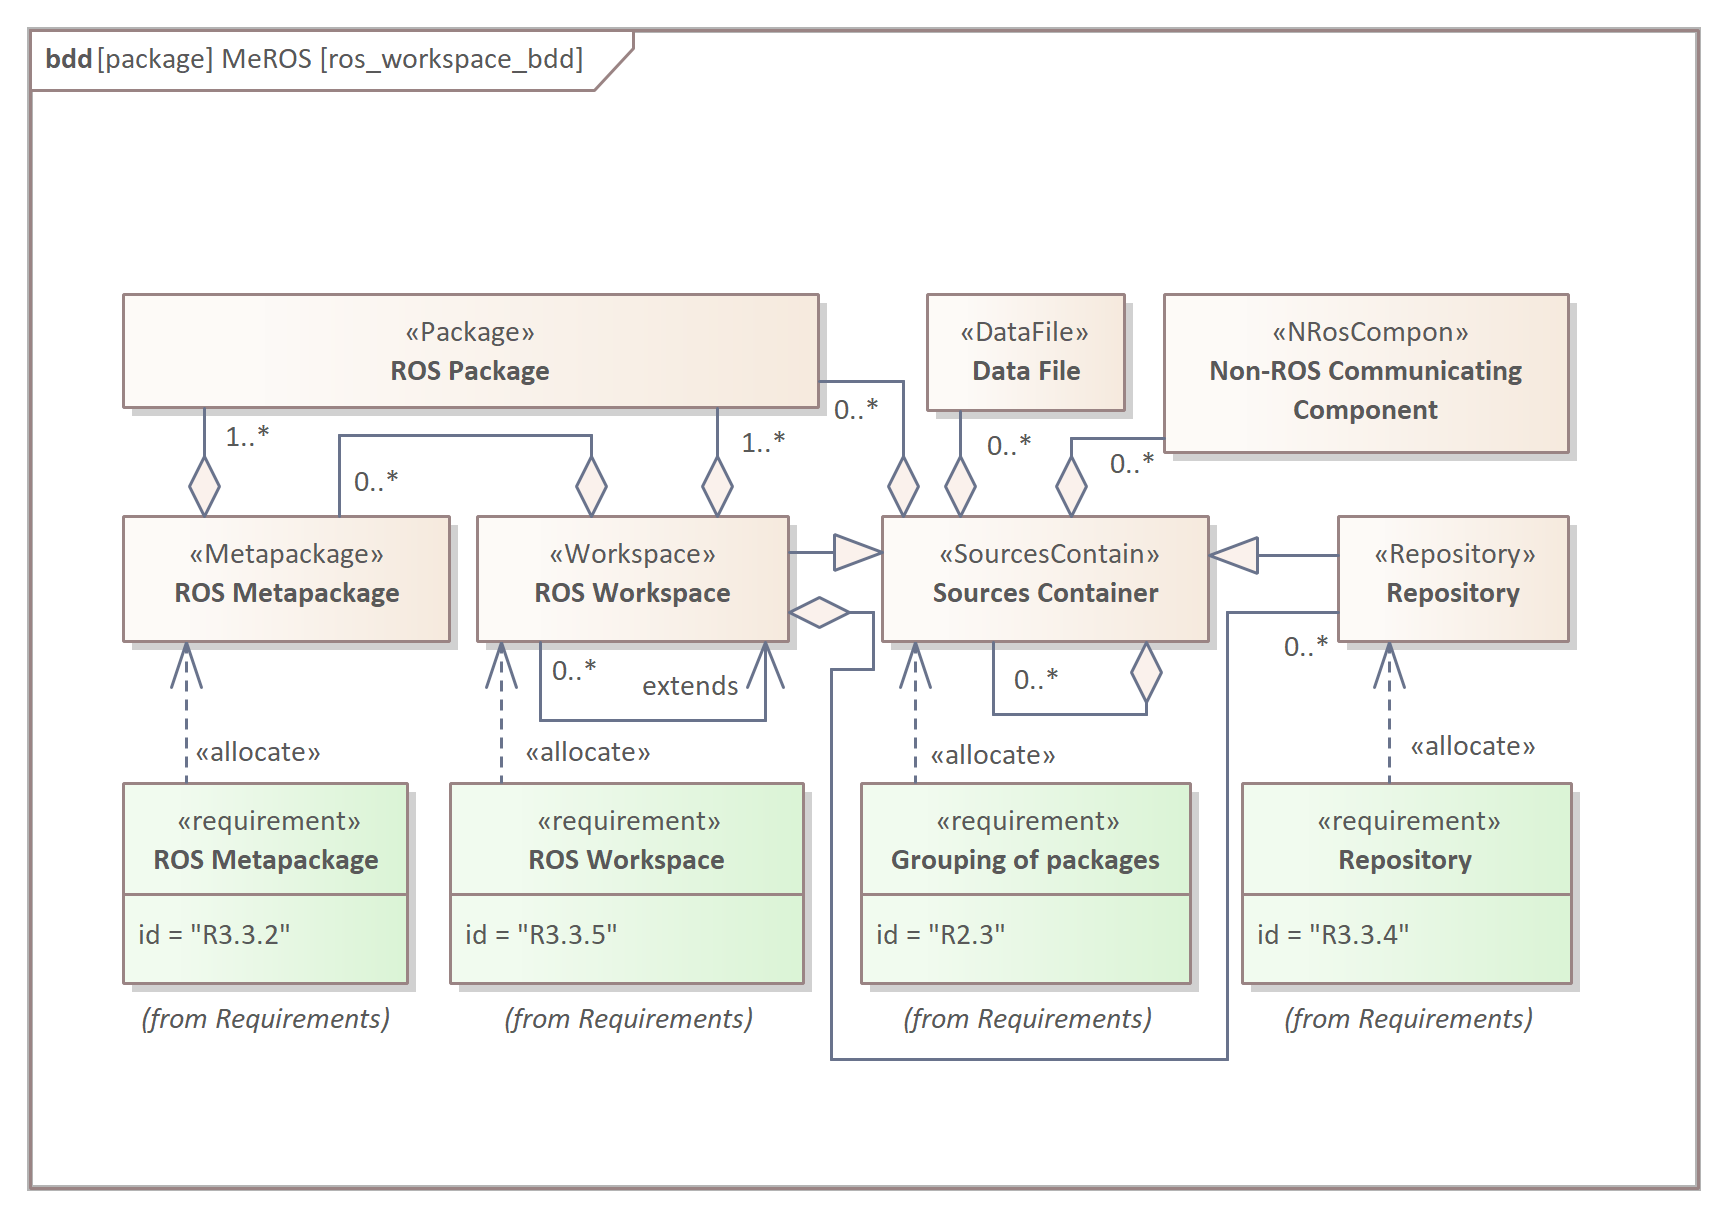 bdd [package] MeROS [ros_workspace_bdd]
«Package»
ROS Package
«DataFile»
Data File
«NRosCompon»
Non-ROS Communicating
Component
0..*
1..*
1..*
0..*
0..*
0..*
«Metapackage»
ROS Metapackage
«Workspace»
ROS Workspace
«SourcesContain»
Sources Container
«Repository»
Repository
0..*
extends
0..*
0..*
«allocate»
«allocate»
«allocate»
«allocate»
«requirement»
ROS Metapackage
id = "R3.3.2"
(from Requirements)
«requirement»
ROS Workspace
id = "R3.3.5"
(from Requirements)
«requirement»
Grouping of packages
id = "R2.3"
(from Requirements)
«requirement»
Repository
id = "R3.3.4"
(from Requirements)